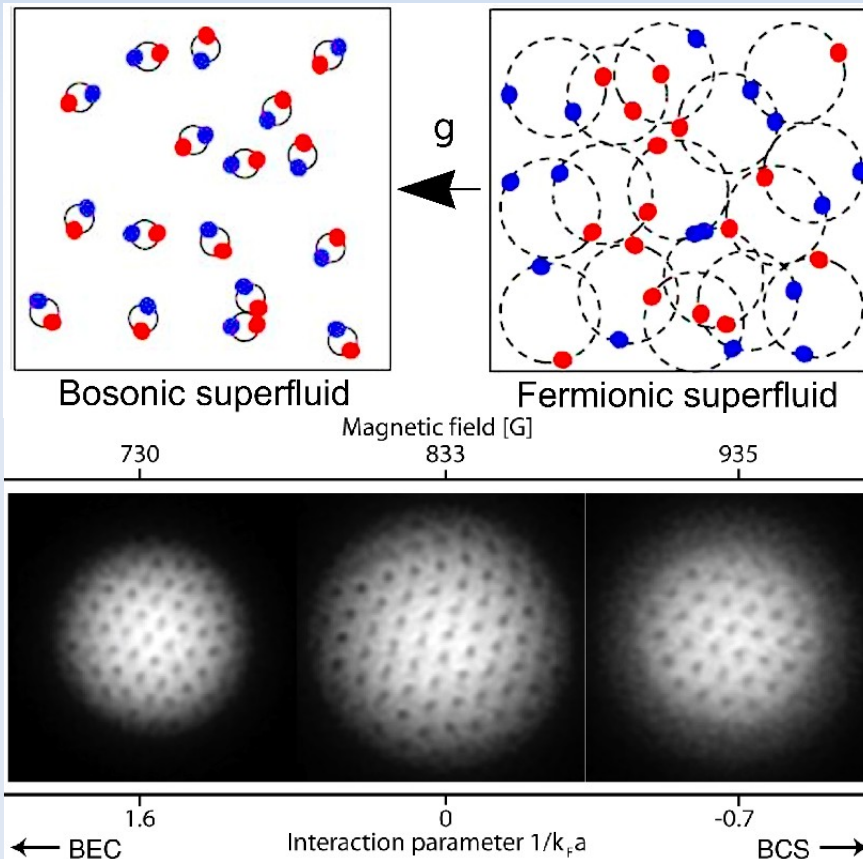 g
Bosonic superfluid
Fermionic superfluid
Magnetic field [G]
730 833 935
1.6 0 -0.7
BEC Interaction parameter 1/kFa BCS